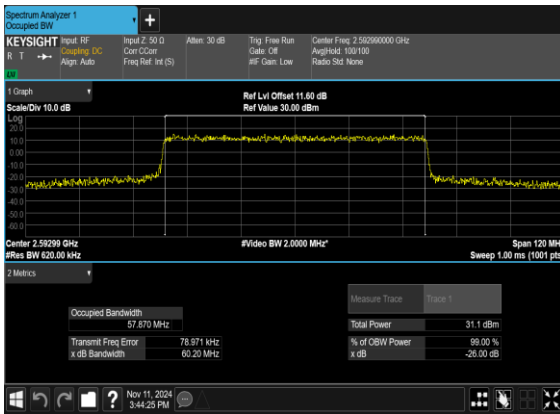 Spectrum Analyzer 1
Occupied BW
KEYSIGHT
R T
Input: RF
Coupling: DC
Align: Auto
Input Z: 50 Ω
Corr CCorr
Freq Ref: Int (S)
Atten: 30 dB
Trig: Free Run
Gate: Off
#IF Gain: Low
Center Freq: 2.592990000 GHz
Avg|Hold: 100/100
Radio Std: None
1 Graph
Scale/Div 10.0 dB
Ref Lvl Offset 11.60 dB
Ref Value 30.00 dBm
Log
20.0
10.0
0.00
-10.0
-20.0
-30.0
-40.0
-50.0
-60.0
Center 2.59299 GHz
#Res BW 620.00 kHz
#Video BW 2.0000 MHz*
Span 120 MH
Sweep 1.00 ms (1001 pts
2 Metrics
Measure Trace
Trace 1
Occupied Bandwidth
57.870 MHz
Total Power
31.1 dBm
Transmit Freq Error
78.971 kHz
% of OBW Power
99.00 %
x dB Bandwidth
60.20 MHz
x dB
-26.00 dB
?
Nov 11, 2024
3:44:25 PM